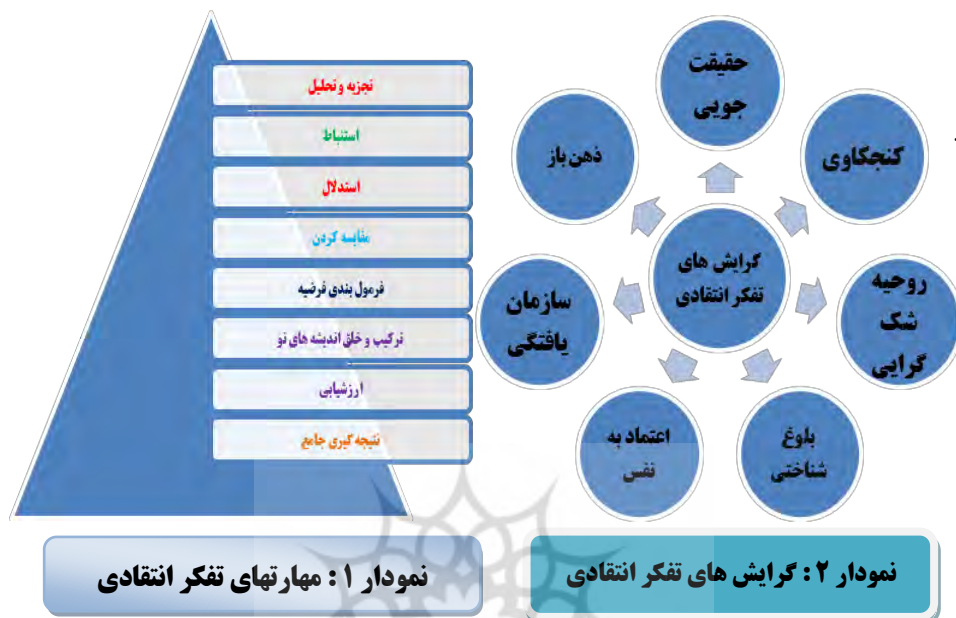 تجزیه و تحلیل
استنباط
استدلال
مقایسه کردن
فرمول بندی فرضیه
ترکیب و خلق اندیشه های نو
ارزشیابی
نتیجه گیری جامع
نمودار ۱ : مهارتهای تفکر انتقادی
حقیقت
جویی
کنجکاوی
روحیه
شک
گرایی
بلوغ
شناختی
اعتماد به
نفس
سازمان
یافتگی
ذهن باز
گرایش های
تفکر انتقادی
نمودار ۲ : گرایش های تفکر انتقادی